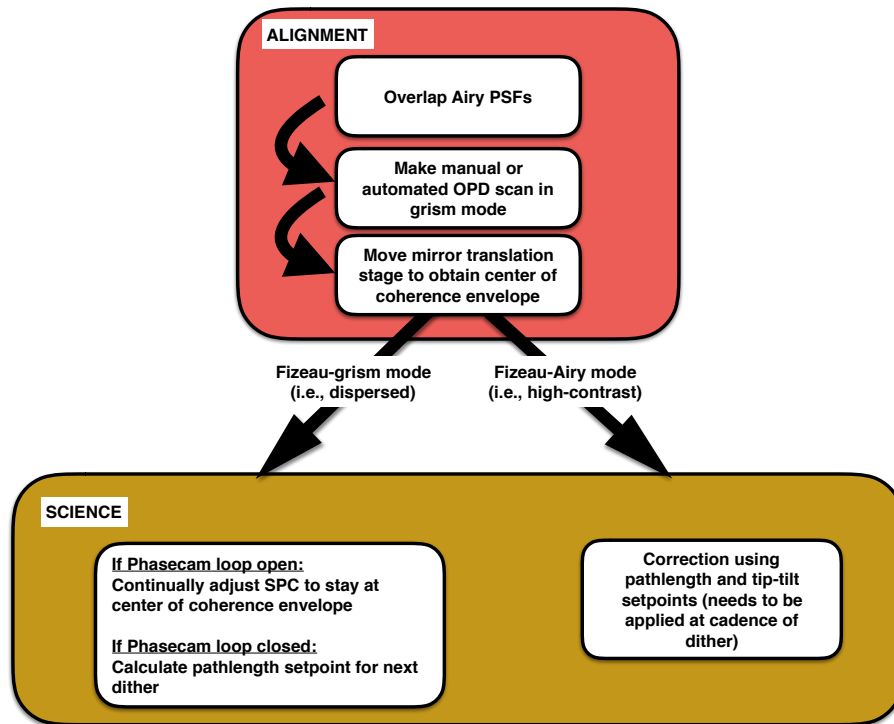 ALIGNMENT
Overlap Airy PSFs
Make manual or
automated OPD scan in
grism mode
Move mirror translation
stage to obtain center of
coherence envelope
Fizeau-grism mode
(i.e., dispersed)
Fizeau-Airy mode
(i.e., high-contrast)
SCIENCE
If Phasecam loop open:
Continually adjust SPC to stay at
center of coherence envelope
If Phasecam loop closed:
Calculate pathlength setpoint for next
dither
Correction using
pathlength and tip-tilt
setpoints (needs to be
applied at cadence of
dither)